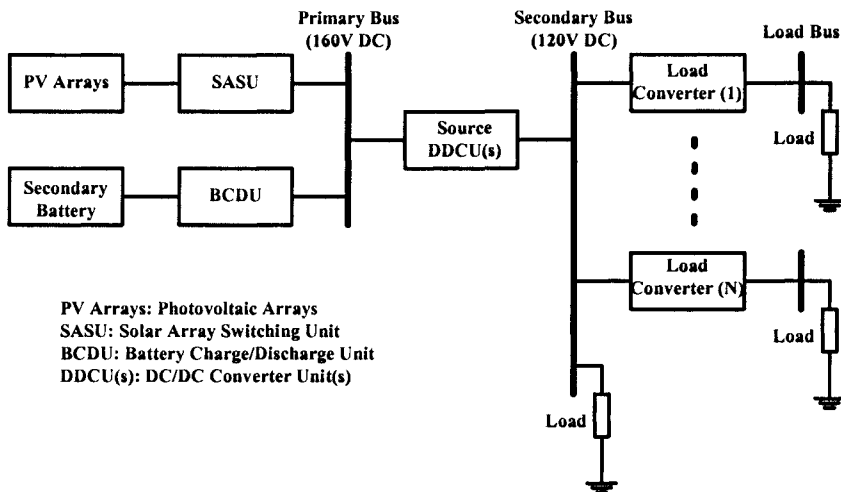 Primary Bus
(160V DC)
Secondary Bus
(120V DC)
Load Bus
PV Arrays
SASU
Load
Converter (1)
Source
DDCU(s)
Load
Secondary
Battery
BCDU
Load
Converter (N)
Load
PV Arrays: Photovoltaic Arrays
SASU: Solar Array Switching Unit
BCDU: Battery Charge/Discharge Unit
DDCU(s): DC/DC Converter Unit(s)
Load